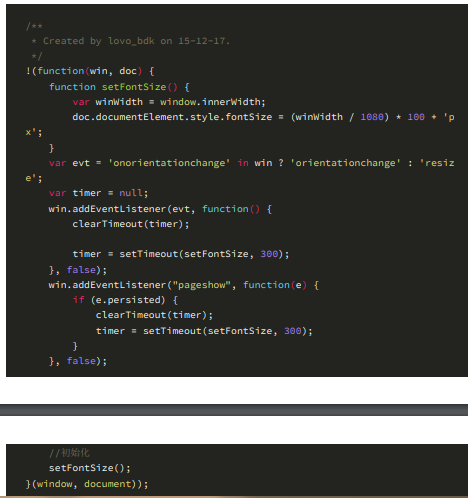 /**
 * Created by lovo_bdk on 15-12-17.
 */
!(function(win, doc) {
    function setFontSize() {
        var winWidth = window.innerWidth;
        doc.documentElement.style.fontSize = (winWidth / 1080) * 100 + 'p
x';
    }
    var evt = 'onorientationchange' in win ? 'orientationchange' : 'resiz
e';
    var timer = null;
    win.addEventListener(evt, function() {
        clearTimeout(timer);

        timer = setTimeout(setFontSize, 300);
    }, false);
    win.addEventListener("pageshow", function(e) {
        if (e.persisted) {
            clearTimeout(timer);
            timer = setTimeout(setFontSize, 300);
        }
    }, false);

    //初始化
    setFontSize();
}(window, document));